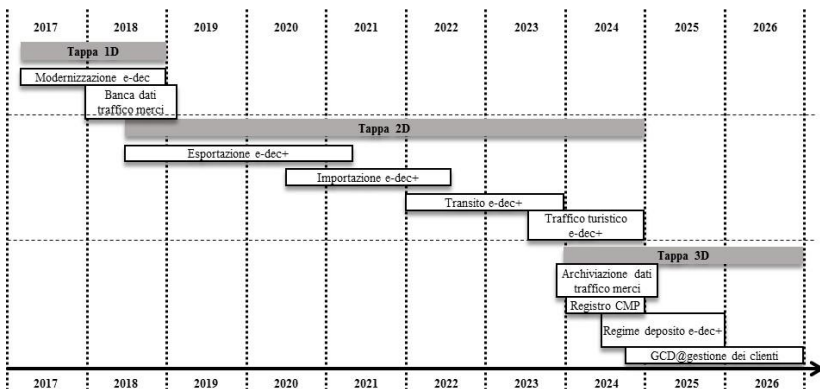 2017 2018 2019 2020 2021 2022 2023 2024 2025 2026
Tappa 1D
Modernizzazione e-dec
Banca dati
traffico merci
Tappa 2D
Esportazione e-dec+
Importazione e-dec+
Transito e-dec+
Traffico turistico
e-dec+
Tappa 3D
Archiviazione dati
traffico merci
Registro CMP
Regime deposito e-dec+
GCD@gestione dei clienti
2017 2018 2019 2020 2021 2022 2023 2024 2025 2026